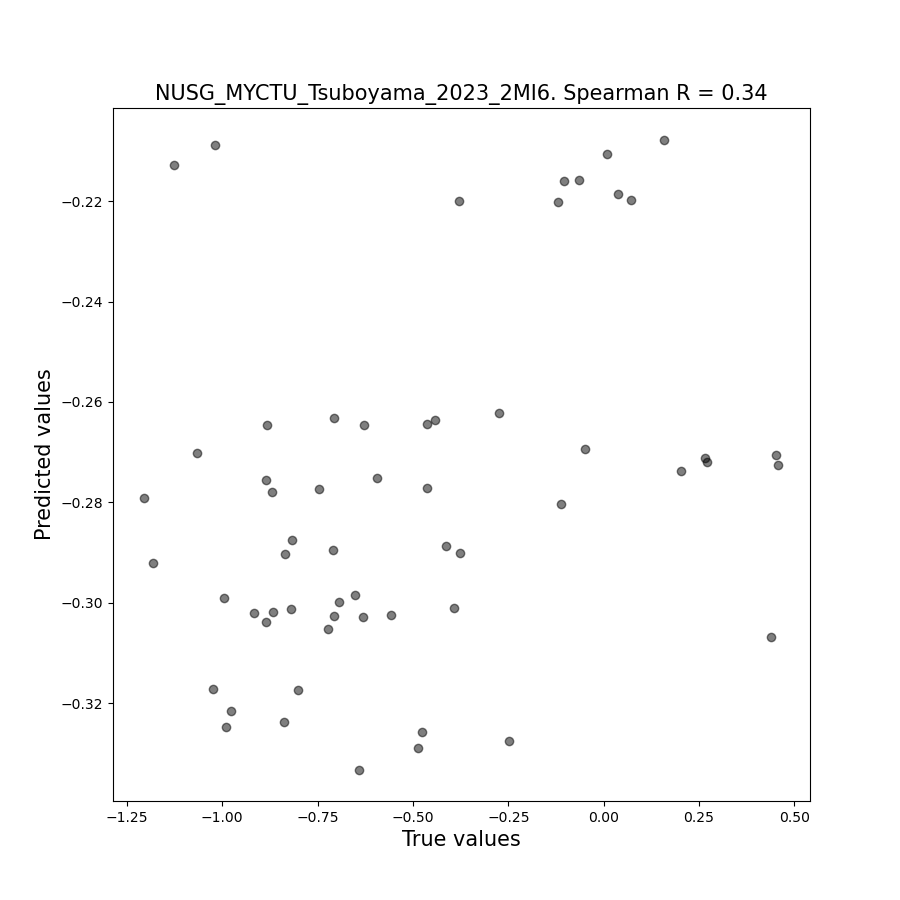 NUSG_MYCTU_Tsuboyama_2023_2MI6. Spearman R = 0.34
−0.22
−0.24
−0.26
−0.28
−0.30
−0.32
Predicted values
−1.25 −1.00 −0.75 −0.50 −0.25 0.00 0.25 0.50
True values